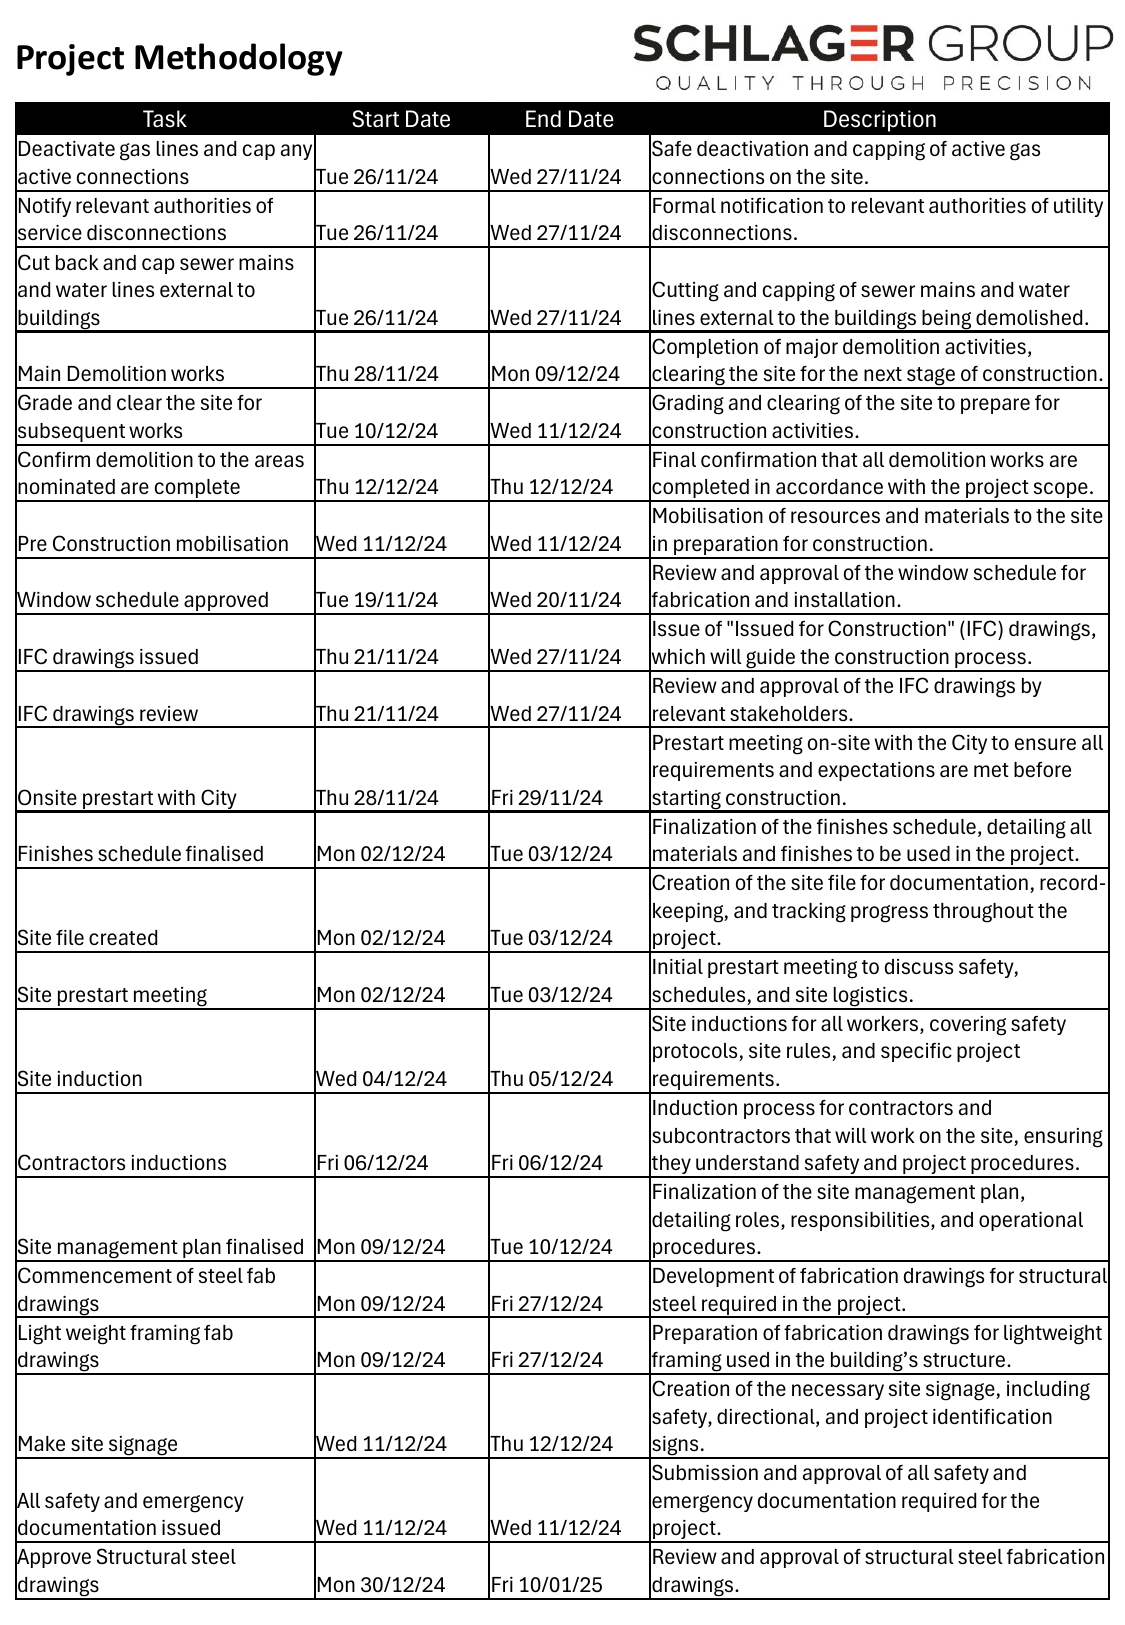 Project Methodology
SCHLAGER GROUP
QUALITY THROUGH PRECISION
Task Start Date End Date Description
Deactivate gas lines and cap any
active connections
Tue 26/11/24
Wed 27/11/24
Safe deactivation and capping of active gas
connections on the site.
Notify relevant authorities of
service disconnections
Tue 26/11/24
Wed 27/11/24
Formal notification to relevant authorities of utility
disconnections.
Cut back and cap sewer mains
and water lines external to
buildings
Tue 26/11/24
Wed 27/11/24
Cutting and capping of sewer mains and water
lines external to the buildings being demolished.
Main Demolition works
Thu 28/11/24
Mon 09/12/24
Completion of major demolition activities,
clearing the site for the next stage of construction.
Grade and clear the site for
subsequent works
Tue 10/12/24
Wed 11/12/24
Grading and clearing of the site to prepare for
construction activities.
Confirm demolition to the areas
nominated are complete
Thu 12/12/24
Thu 12/12/24
Final confirmation that all demolition works are
completed in accordance with the project scope.
Pre Construction mobilisation
Wed 11/12/24
Wed 11/12/24
Mobilisation of resources and materials to the site
in preparation for construction.
Window schedule approved
Tue 19/11/24
Wed 20/11/24
Review and approval of the window schedule for
fabrication and installation.
IFC drawings issued
Thu 21/11/24
Wed 27/11/24
Issue of "Issued for Construction" (IFC) drawings,
which will guide the construction process.
IFC drawings review
Thu 21/11/24
Wed 27/11/24
Review and approval of the IFC drawings by
relevant stakeholders.
Onsite prestart with City
Thu 28/11/24
Fri 29/11/24
Prestart meeting on-site with the City to ensure all
requirements and expectations are met before
starting construction.
Finishes schedule finalised
Mon 02/12/24
Tue 03/12/24
Finalization of the finishes schedule, detailing all
materials and finishes to be used in the project.
Site file created
Mon 02/12/24
Tue 03/12/24
Creation of the site file for documentation, record-
keeping, and tracking progress throughout the
project.
Site prestart meeting
Mon 02/12/24
Tue 03/12/24
Initial prestart meeting to discuss safety,
schedules, and site logistics.
Site induction
Wed 04/12/24
Thu 05/12/24
Site inductions for all workers, covering safety
protocols, site rules, and specific project
requirements.
Contractors inductions
Fri 06/12/24
Fri 06/12/24
Induction process for contractors and
subcontractors that will work on the site, ensuring
they understand safety and project procedures.
Site management plan finalised
Mon 09/12/24
Tue 10/12/24
Finalization of the site management plan,
detailing roles, responsibilities, and operational
procedures.
Commencement of steel fab
drawings
Mon 09/12/24
Fri 27/12/24
Development of fabrication drawings for structural
steel required in the project.
Light weight framing fab
drawings
Mon 09/12/24
Fri 27/12/24
Preparation of fabrication drawings for lightweight
framing used in the building’s structure.
Make site signage
Wed 11/12/24
Thu 12/12/24
Creation of the necessary site signage, including
safety, directional, and project identification
signs.
All safety and emergency
documentation issued
Wed 11/12/24
Wed 11/12/24
Submission and approval of all safety and
emergency documentation required for the
project.
Approve Structural steel
drawings
Mon 30/12/24
Fri 10/01/25
Review and approval of structural steel fabrication
drawings.